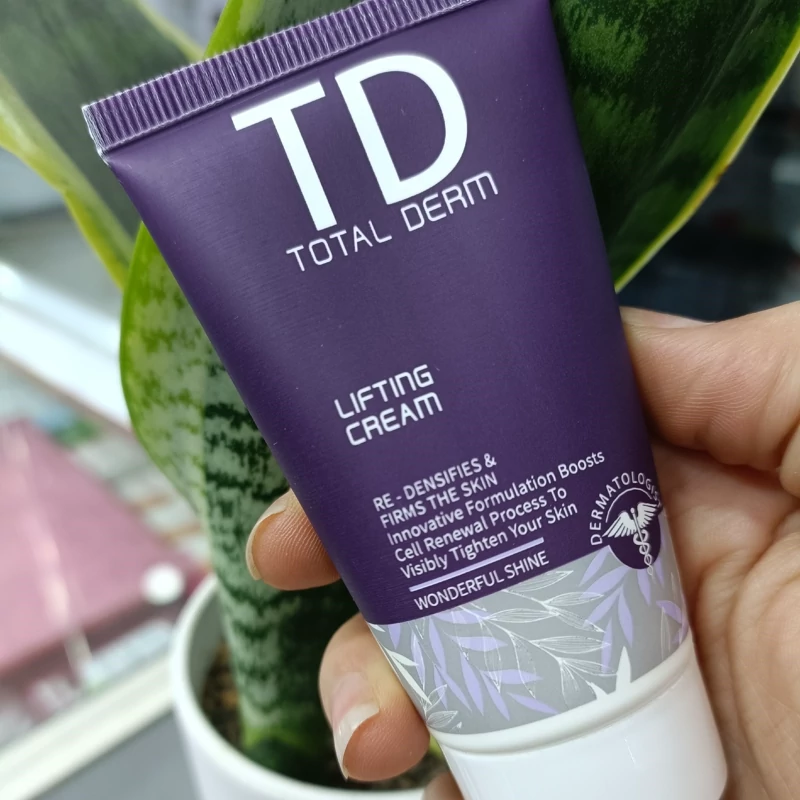 TD
TOTAL DERM
LIFTING
CREAM
RE - DENSIFIES &
FIRMS THE SKIN
Innovative Formulation Boosts
Cell Renewal Process To
Visibly Tighten Your Skin
WONDERFUL SHINE